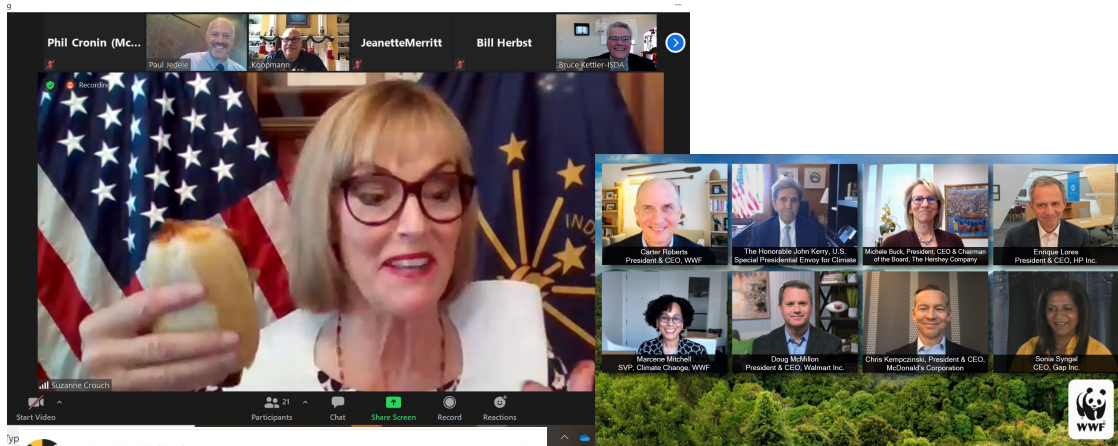 g
Phil Cronin (Mc...
JeanetteMerritt
Bill Herbst
Paul Jedele
Koopmann
Bruce Kettler-ISDA
Recording
IND
Suzanne Crouch
21
Start Video
Participants
Chat
Share Screen
Record
Reactions
Typ
Carter Roberts
President & CEO, WWF
The Honorable John Kerry, U.S.
Special Presidential Envoy for Climate
Michele Buck, President, CEO & Chairman
of the Board, The Hershey Company
Enrique Lores
President & CEO, HP Inc.
Marcene Mitchell
SVP, Climate Change, WWF
Doug McMillon
President & CEO, Walmart Inc.
Chris Kempczinski, President & CEO,
McDonald's Corporation
Sonia Syngal
CEO, Gap Inc.
WWF